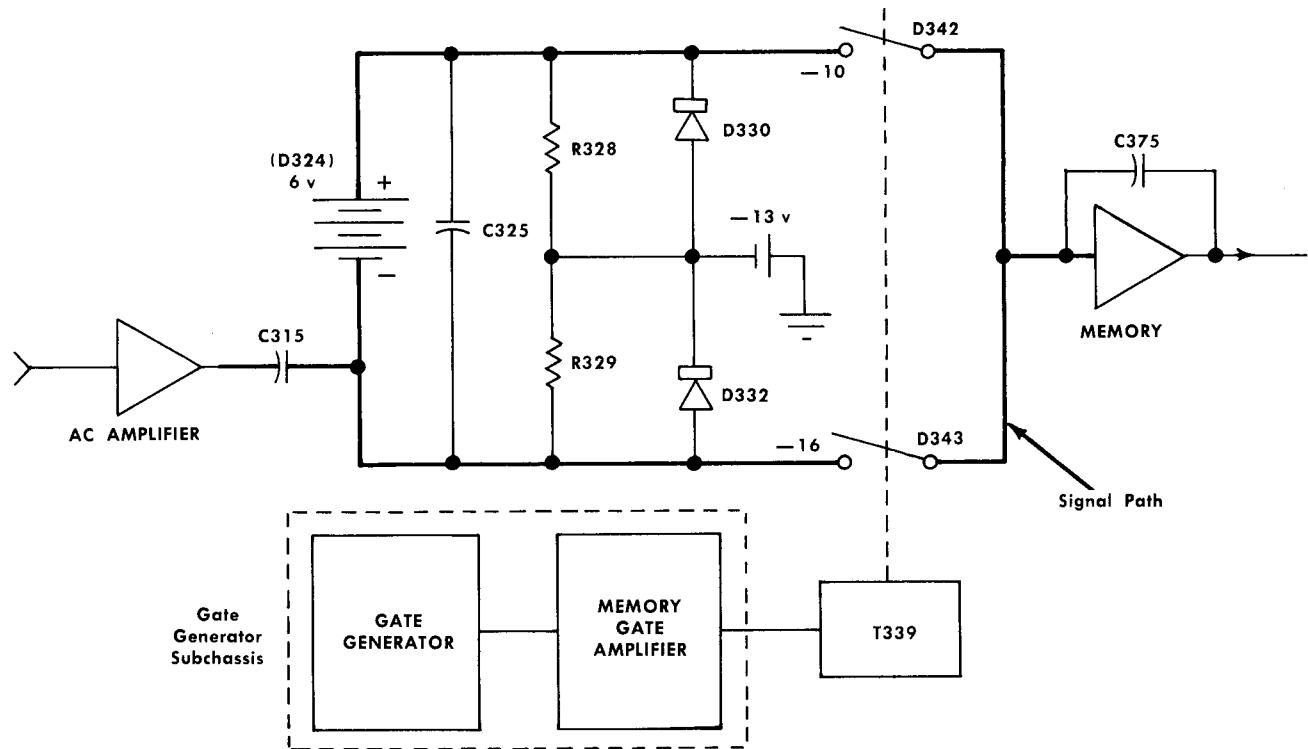 D342
—10
D330
R328
C375
(D324)
6 v
+
C325
—13 v
−
C315
R329
D332
MEMORY
AC AMPLIFIER
—16
D343
Signal Path
Gate
Generator
Subchassis
GATE
GENERATOR
MEMORY
GATE
AMPLIFIER
T339